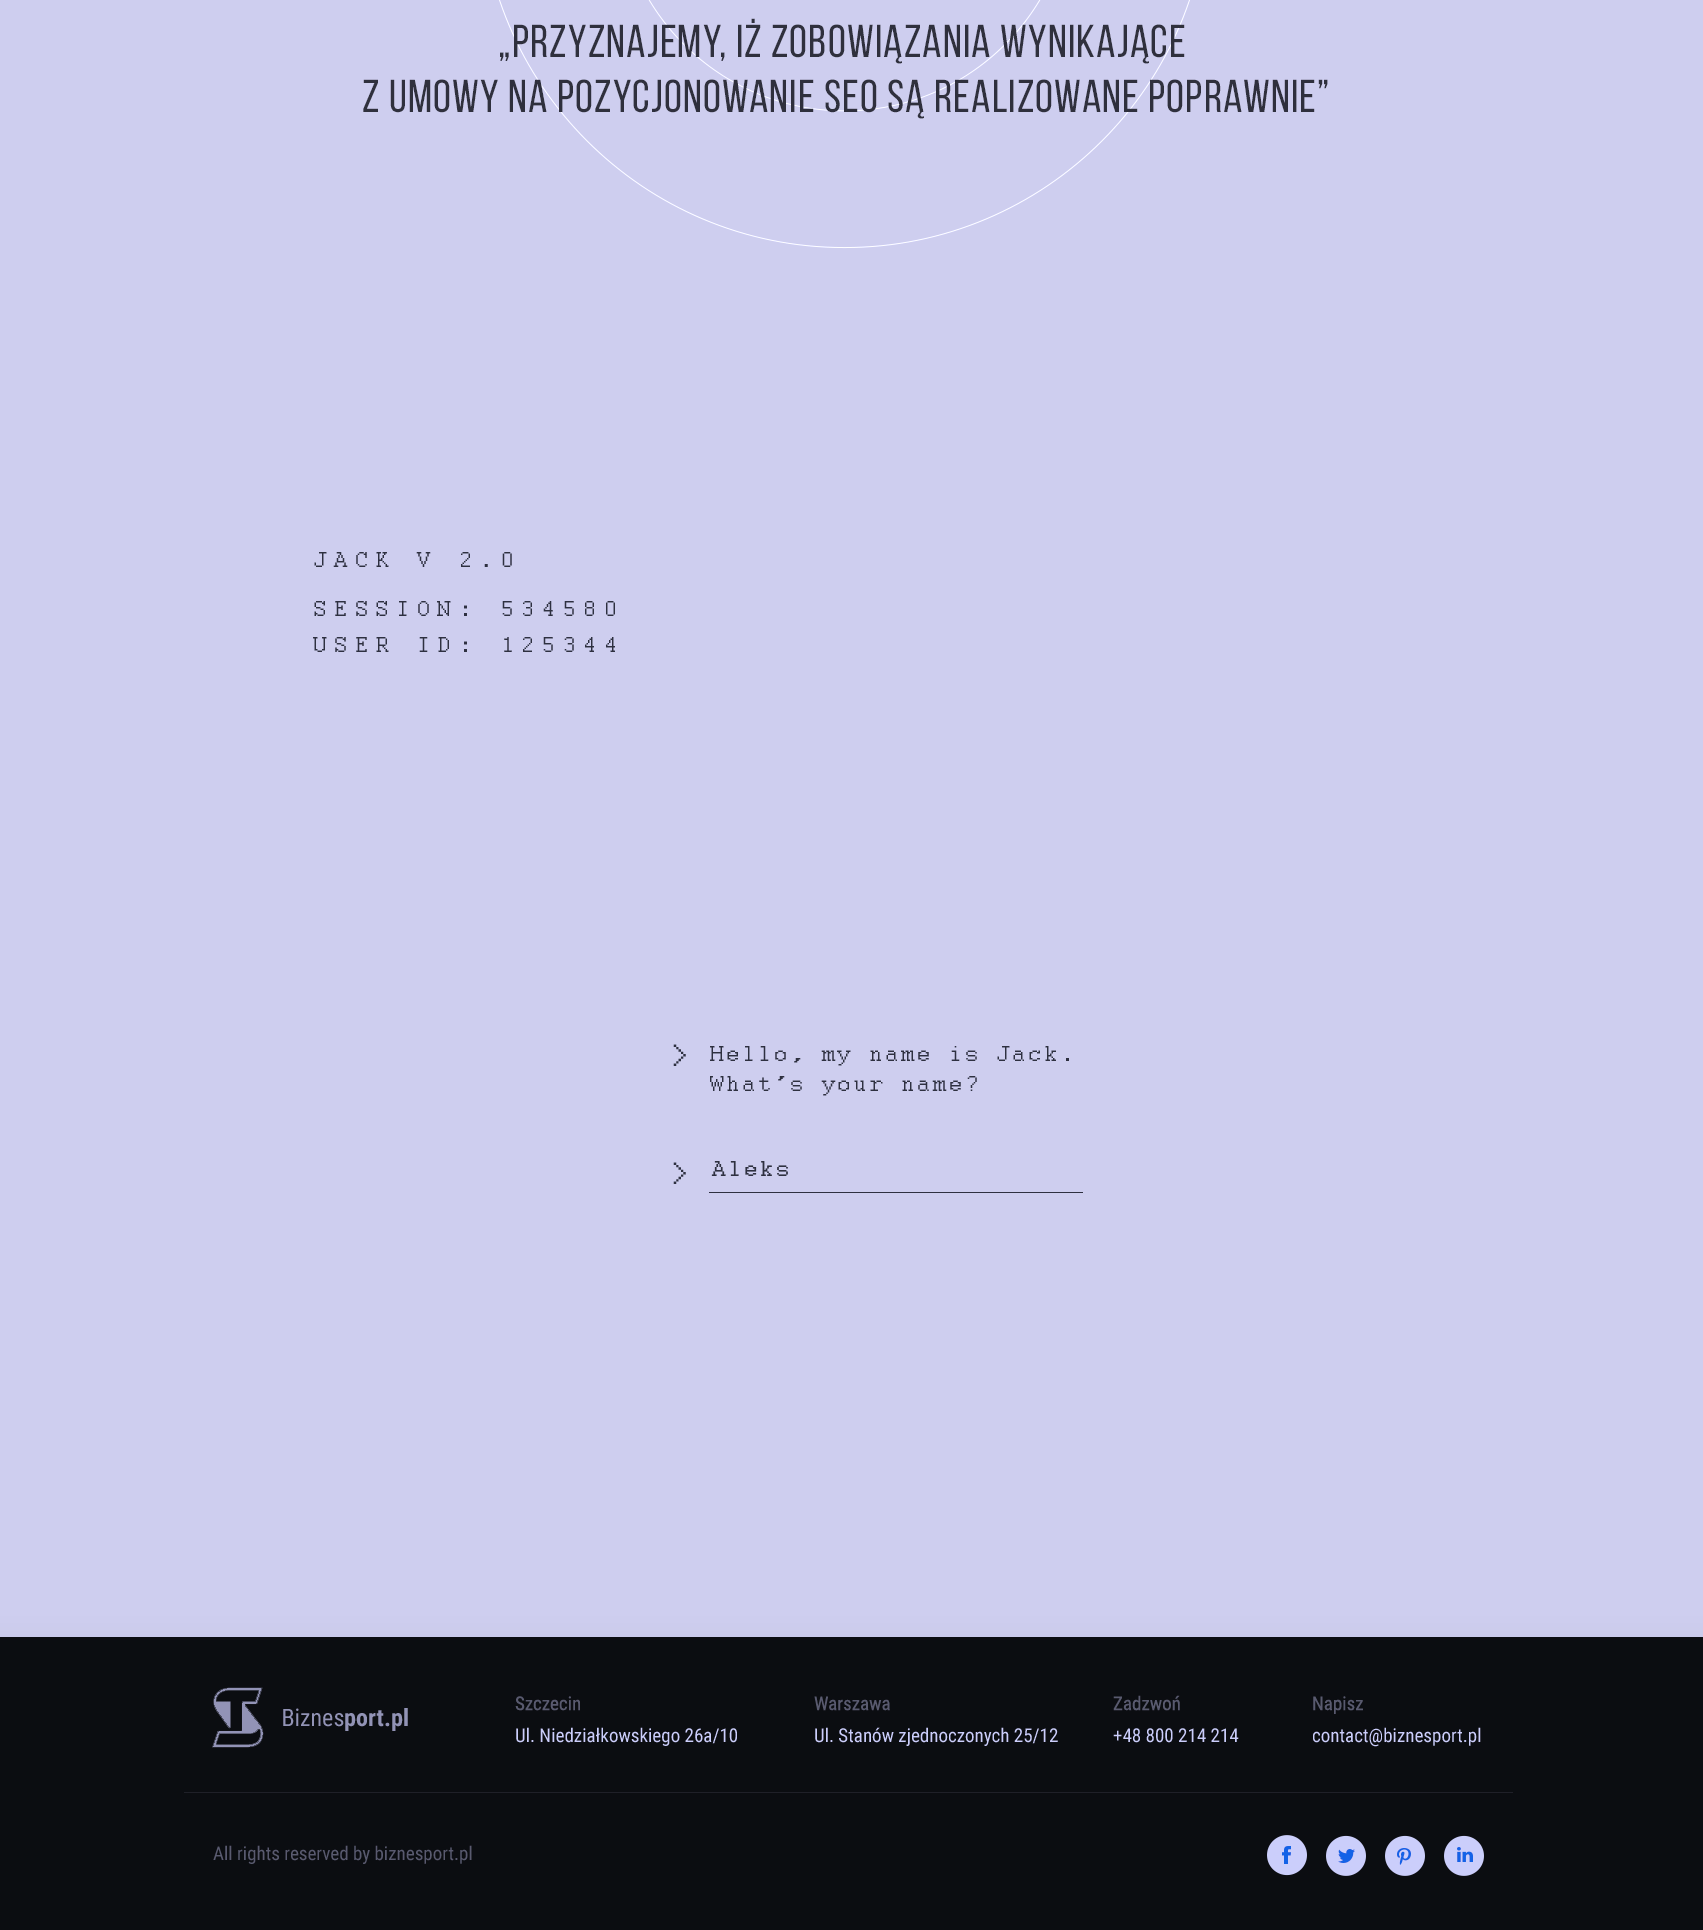 „PRZYZNAJEMY, IŻ ZOBOWIĄZANIA WYNIKAJĄCE
Z UMOWY NA POZYCJONOWANIE SEO SĄ REALIZOWANE POPRAWNIE”
JACK V 2.0
SESSION: 534580
USER ID: 125344
Hello, my name is Jack.
What's your name?
Aleks
Biznesport.pl
Szczecin
Ul. Niedziałkowskiego 26a/10
Warszawa
Ul. Stanów zjednoczonych 25/12
Zadzwoń
+48 800 214 214
Napisz
contact@biznesport.pl
All rights reserved by biznesport.pl